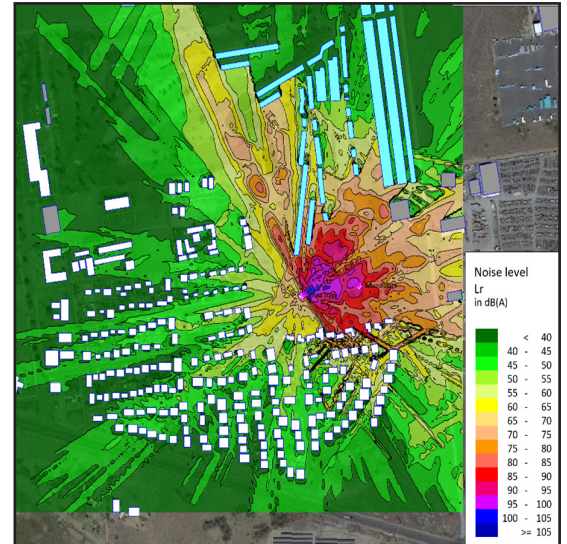 Noise level
Lr
in dB(A)
< 40
40 - 45
45 - 50
50 - 55
55 - 60
60 - 65
65 - 70
70 - 75
75 - 80
80 - 85
85 - 90
90 - 95
95 - 100
100 - 105
>= 105